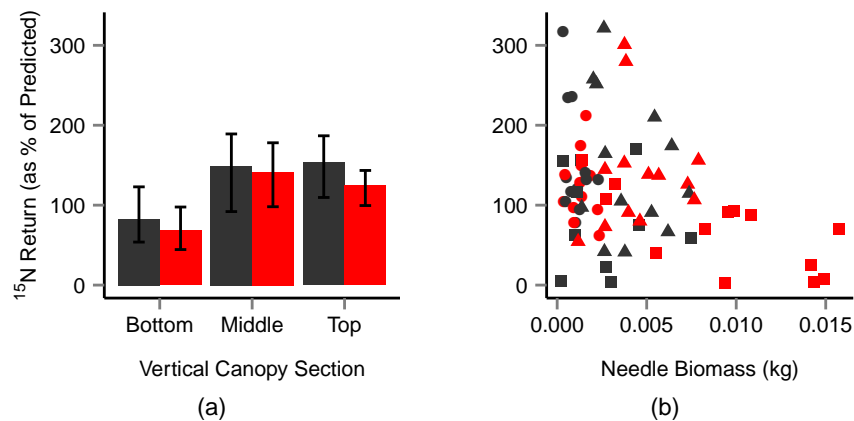 ¹⁵N Return (as % of Predicted)
300
200
100
0
Bottom Middle Top
Vertical Canopy Section
(a)
300
200
100
0
0.000 0.005 0.010 0.015
Needle Biomass (kg)
(b)